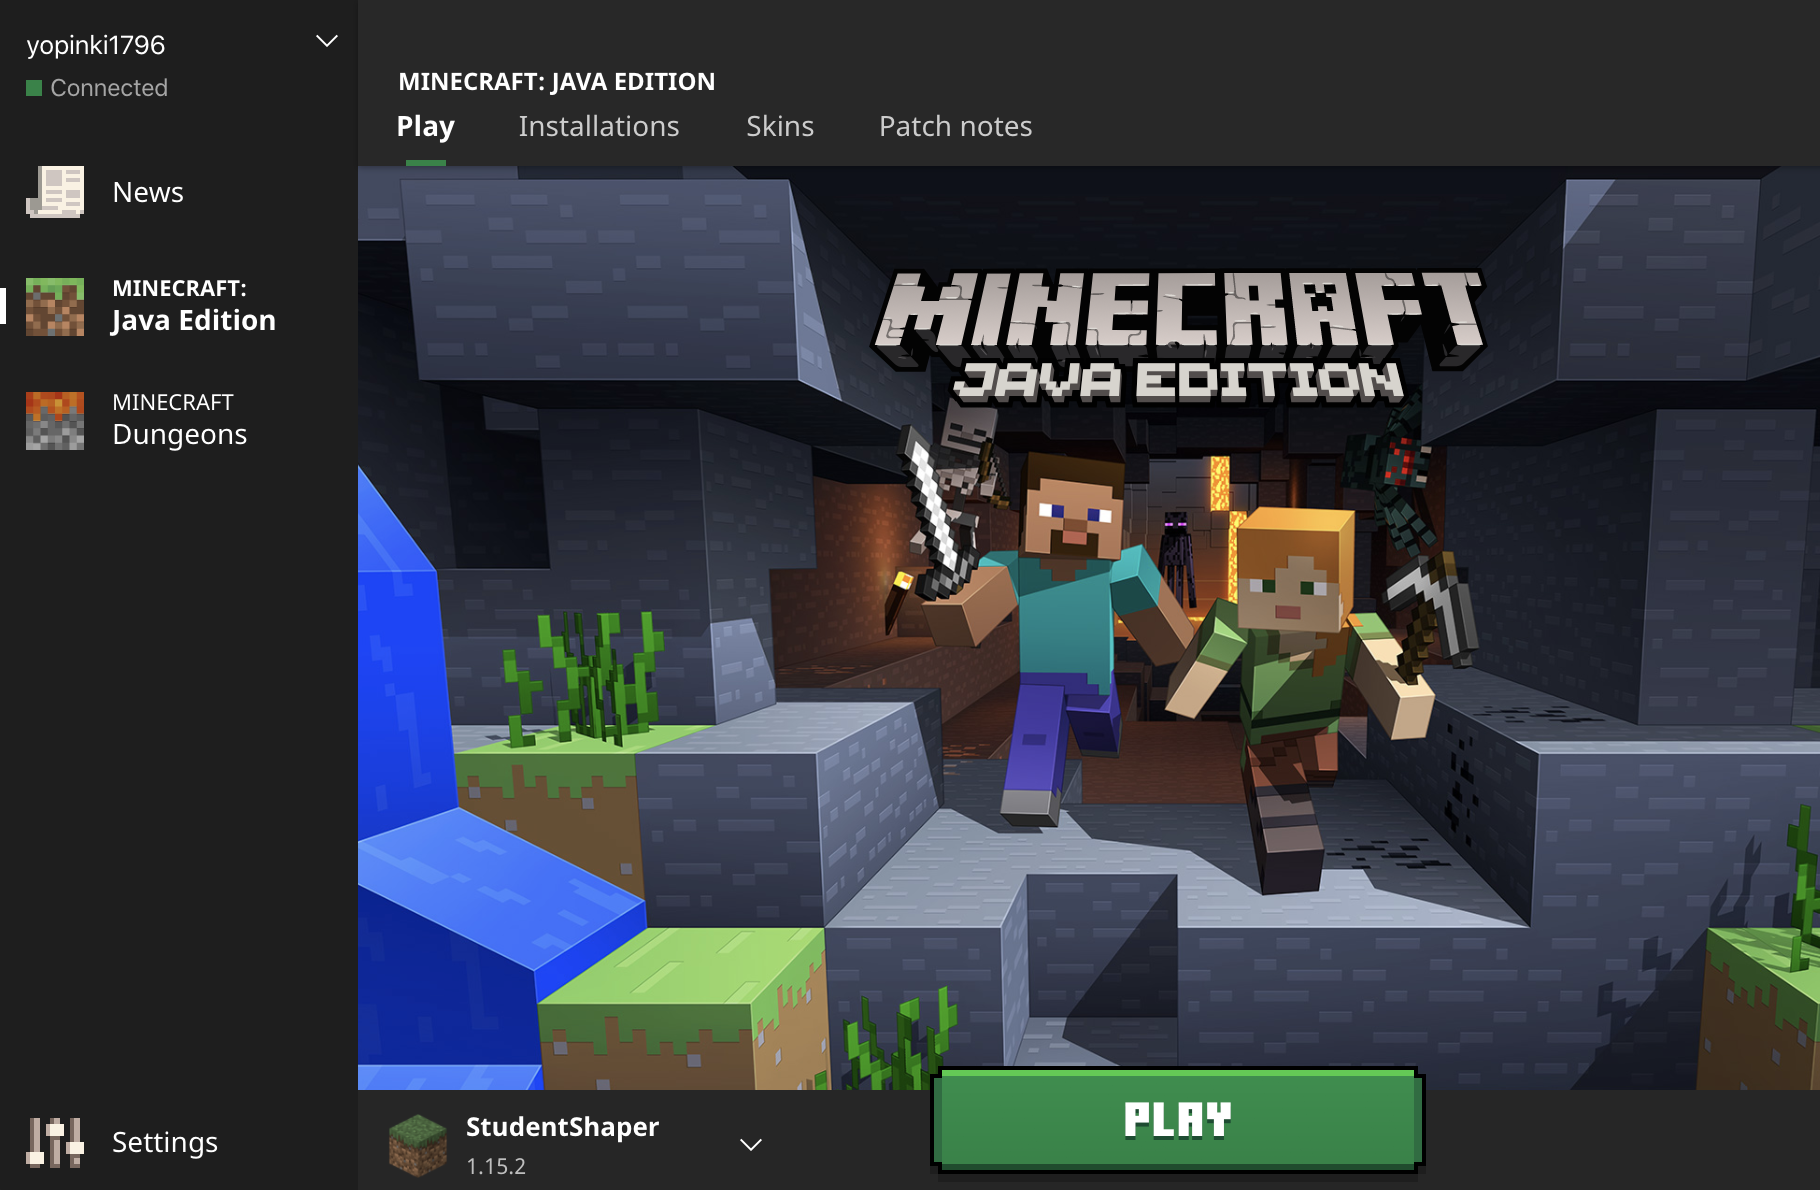 yopinki1796
Connected
News
MINECRAFT:
Java Edition
MINECRAFT
Dungeons
Settings
MINECRAFT: JAVA EDITION
Play Installations Skins Patch notes
MINECRAFT
JAVA EDITION
StudentShaper
1.15.2
PLAY